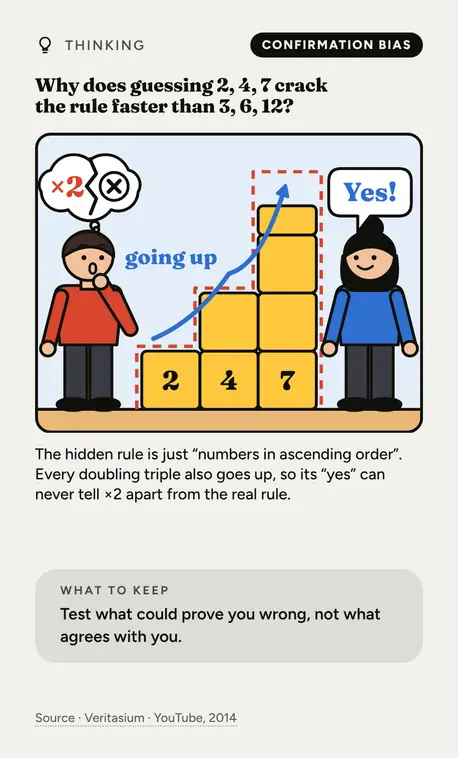 THINKING
CONFIRMATION BIAS
Why does guessing 2, 4, 7 crack
the rule faster than 3, 6, 12?
×2
Yes!
going up
2 4 7
The hidden rule is just “numbers in ascending order”.
Every doubling triple also goes up, so its “yes” can
never tell ×2 apart from the real rule.
WHAT TO KEEP
Test what could prove you wrong, not what
agrees with you.
Source · Veritasium · YouTube, 2014